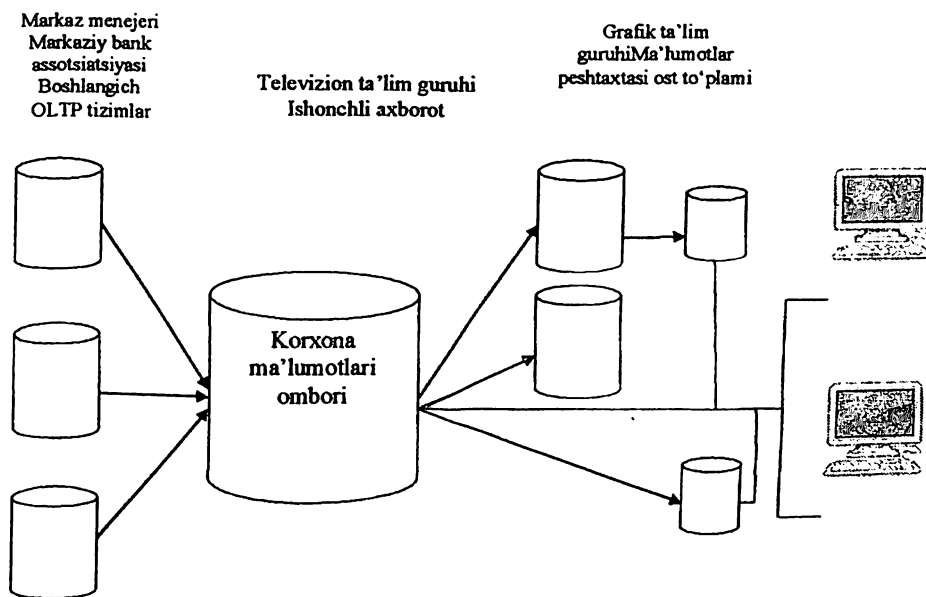 Markaz menejeri
Markaziy bank
assotsiatsiyasi
Boshlangich
OLTP tizimlar
Televizion ta’lim guruhi
Ishonchli axborot
Grafik ta’lim
guruhiMa’lumotlar
peshtaxtasi ost to‘plami
Korxona
ma’lumotlari
ombori